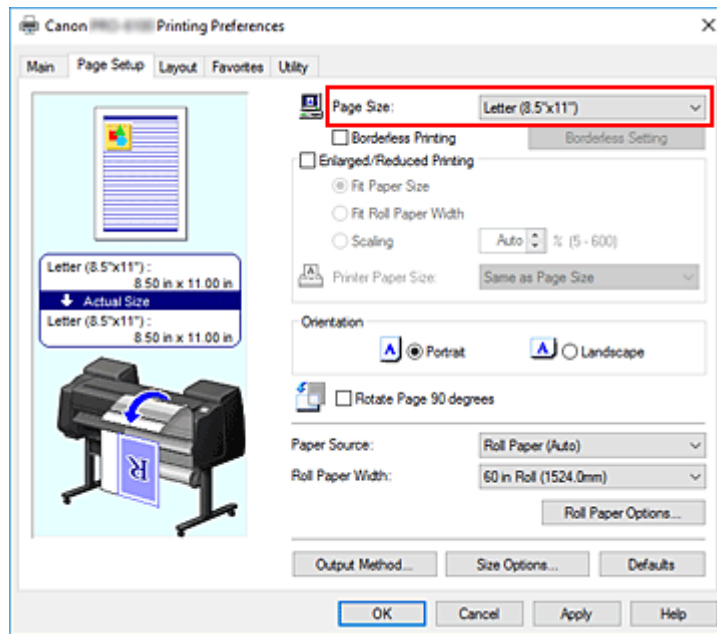 Canon Printing Preferences
Main Page Setup Layout Favorites Utility
Page Size: Letter (8.5"x11")
Borderless Printing Borderless Setting
Enlarged/Reduced Printing
Fit Paper Size
Fit Roll Paper Width
Scaling Auto % (5 - 600)
Printer Paper Size: Same as Page Size
Letter (8.5"x11") :
8.50 in x 11.00 in
Actual Size
Letter (8.5"x11") :
8.50 in x 11.00 in
Orientation
A Portrait A Landscape
Rotate Page 90 degrees
Paper Source: Roll Paper (Auto)
Roll Paper Width: 60 in Roll (1524.0mm)
Roll Paper Options...
R
Output Method... Size Options... Defaults
OK Cancel Apply Help